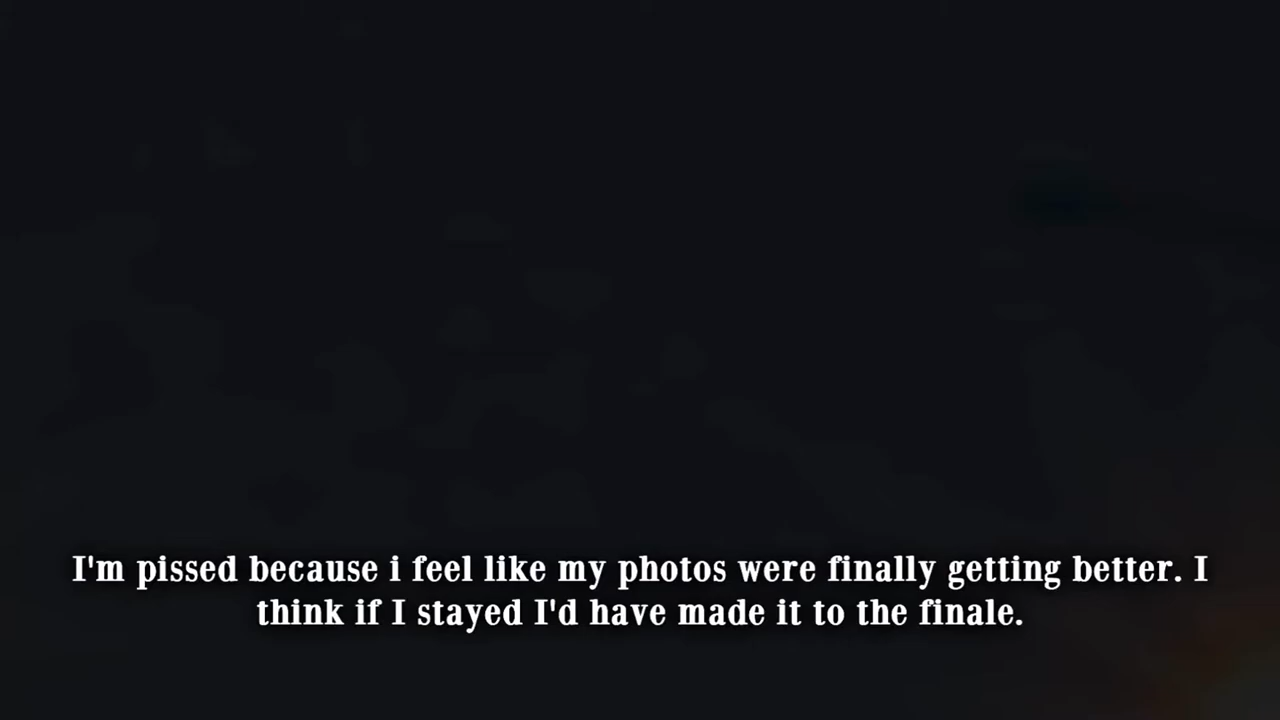 I'm pissed because i feel like my photos were finally getting better. I
think if I stayed I'd have made it to the finale.